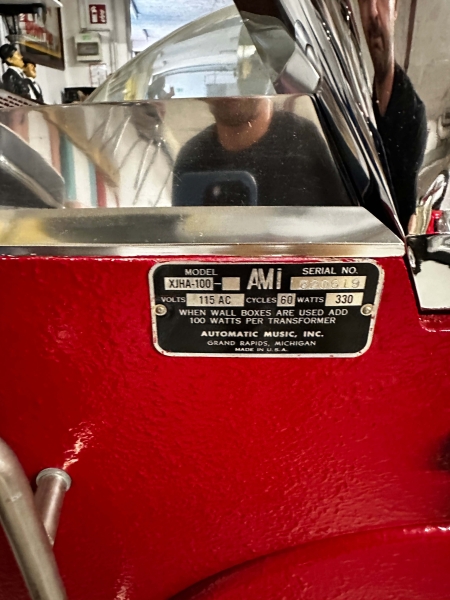 MODEL
XJHA-100-
AMi
SERIAL NO.
VOLTS 115 AC CYCLES 60 WATTS 330
WHEN WALL BOXES ARE USED ADD
100 WATTS PER TRANSFORMER
AUTOMATIC MUSIC, INC.
GRAND RAPIDS, MICHIGAN
MADE IN U.S.A.